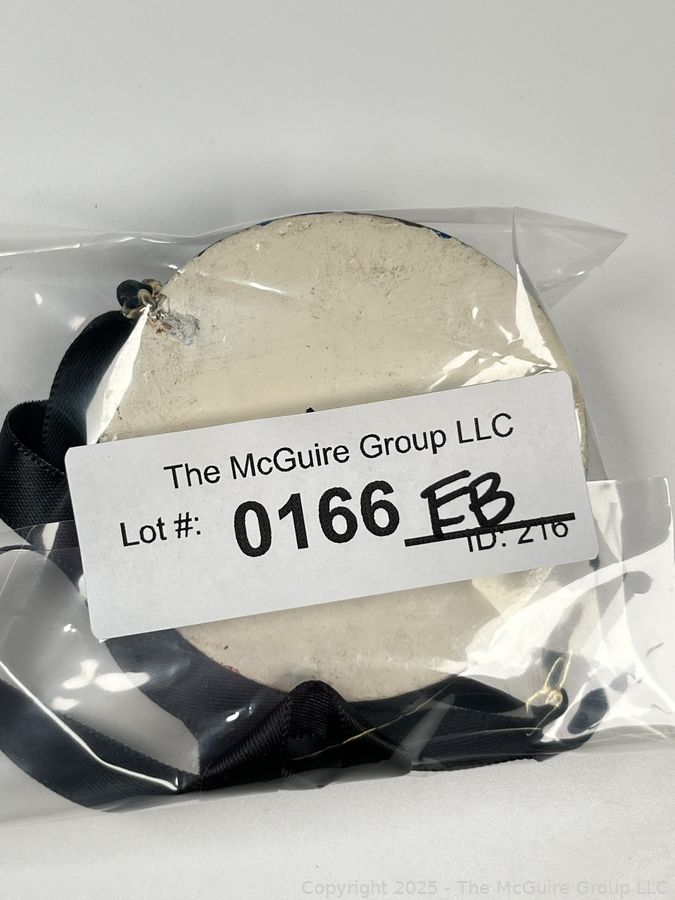 The McGuire Group LLC
Lot #: 0166 EB
ID: 216
Copyright 2025 - The McGuire Group LLC